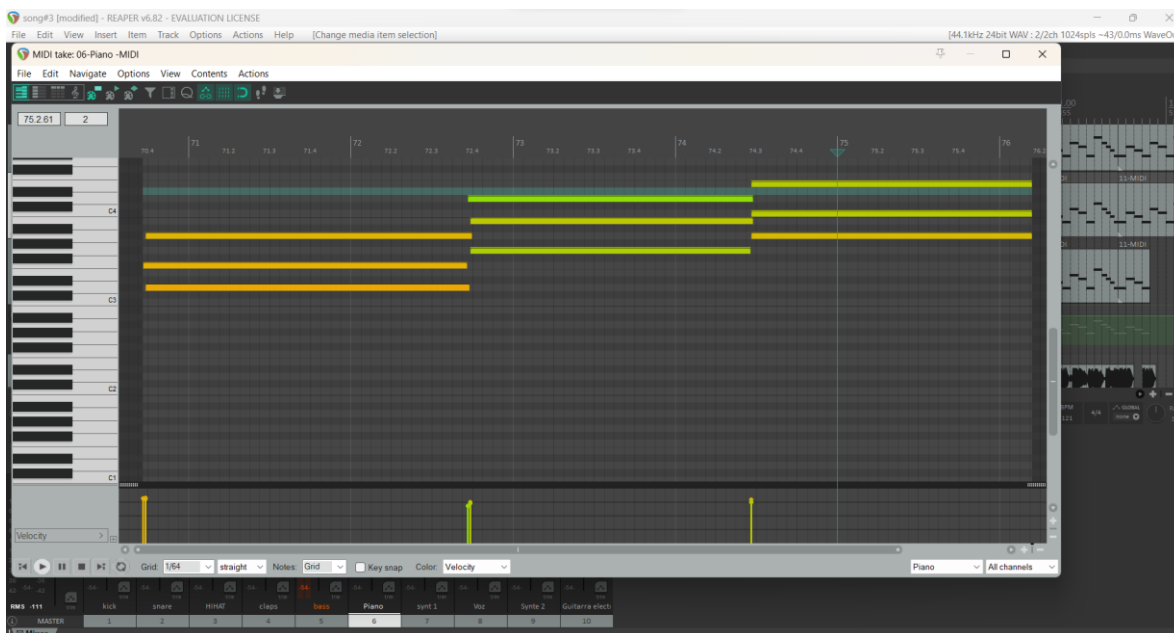 song#3 [modified] - REAPER v6.82 - EVALUATION LICENSE
File Edit View Insert Item Track Options Actions Help [Change media item selection] [44.1kHz 24bit WAV : 2/2ch 1024spls ~43/0.0ms WaveOu
MIDI take: 06-Piano -MIDI
File Edit Navigate Options View Contents Actions
75.2.61 2
71 72 73 74 75 76
70.4 71.2 71.3 71.4 72.2 72.3 72.4 73.2 73.3 73.4 74.2 74.3 74.4 75.2 75.3 75.4 76.2
11-MIDI
C4
11-MIDI
C3
C2
121 4/4 GLOBAL
none
C1
Velocity
Grid: 1/64 straight Notes: Grid Key snap Color: Velocity Piano All channels
RMS -111 kick snare HIHAT claps bass Piano synt 1 Voz Synte 2 Guitarra elect
MASTER 1 2 3 4 5 6 7 8 9 10